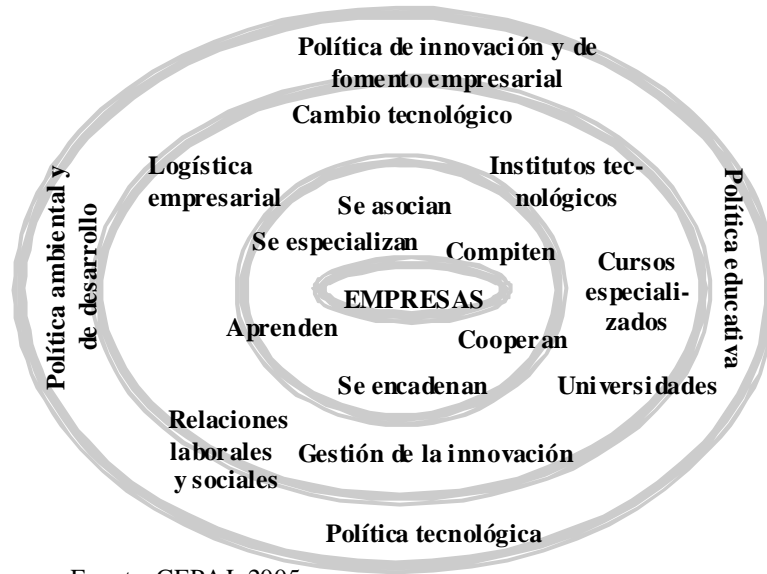 Política de innovación y de
fomento empresarial
Cambio tecnológico
Logística
empresarial
Institutos tec-
nológicos
Política ambiental y
de desarrollo
Política educativa
Se asocian
Se especializan
Compiten
Cursos
especiali-
zados
EMPRESAS
Aprenden
Cooperan
Se encadenan
Universidades
Relaciones
laborales
y sociales
Gestión de la innovación
Política tecnológica